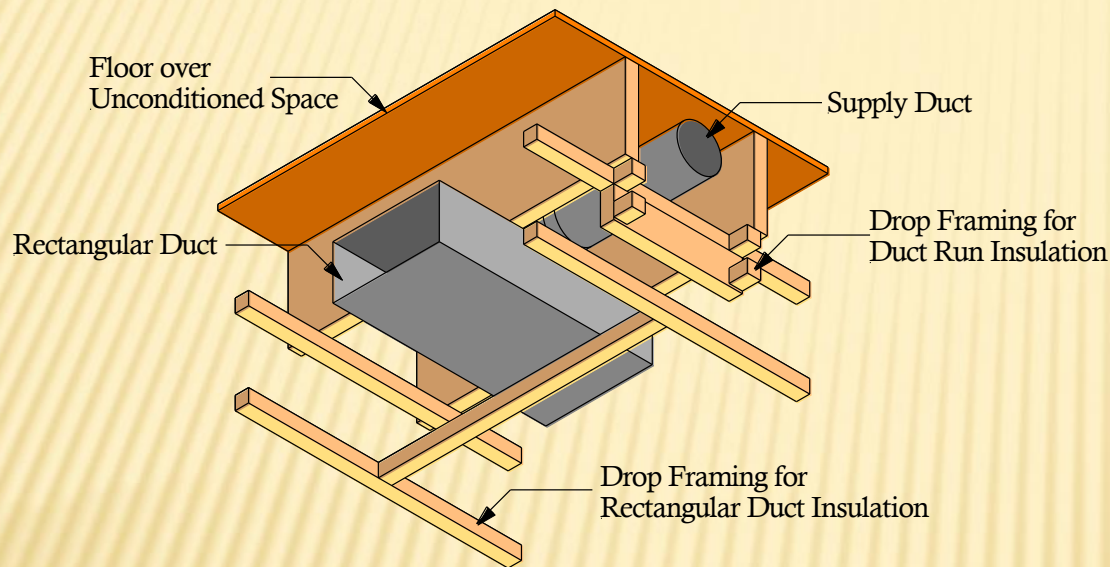 Floor over
Unconditioned Space
Supply Duct
Rectangular Duct
Drop Framing for
Duct Run Insulation
Drop Framing for
Rectangular Duct Insulation